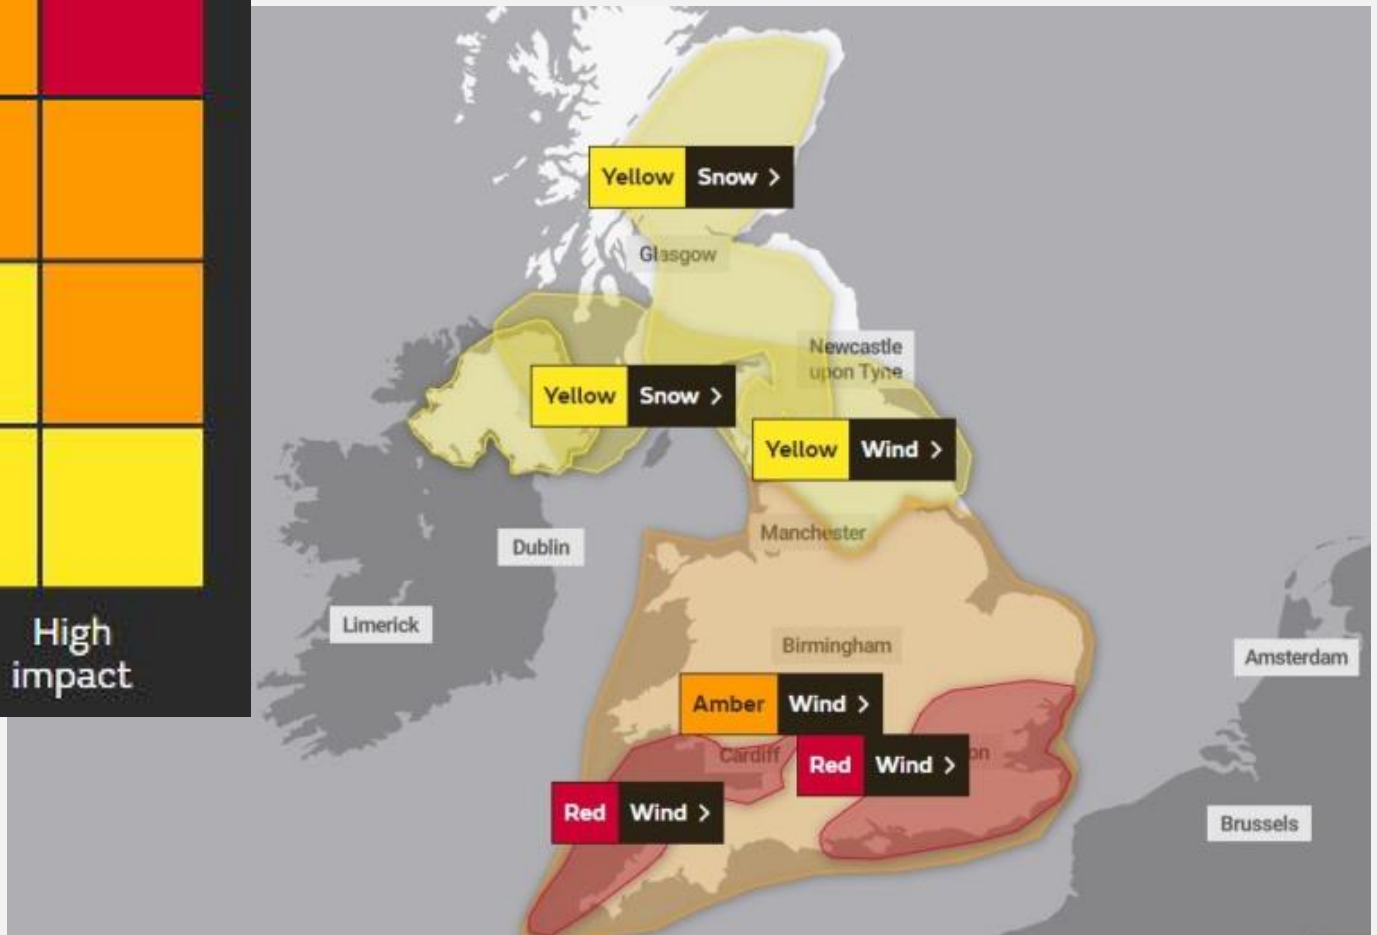 High
impact
Yellow Snow >
Glasgow
Newcastle
upon Tyne
Yellow Snow >
Yellow Wind >
Manchester
Dublin
Limerick
Birmingham
Amsterdam
Amber Wind >
Cardiff
Red Wind >
Red Wind >
Brussels